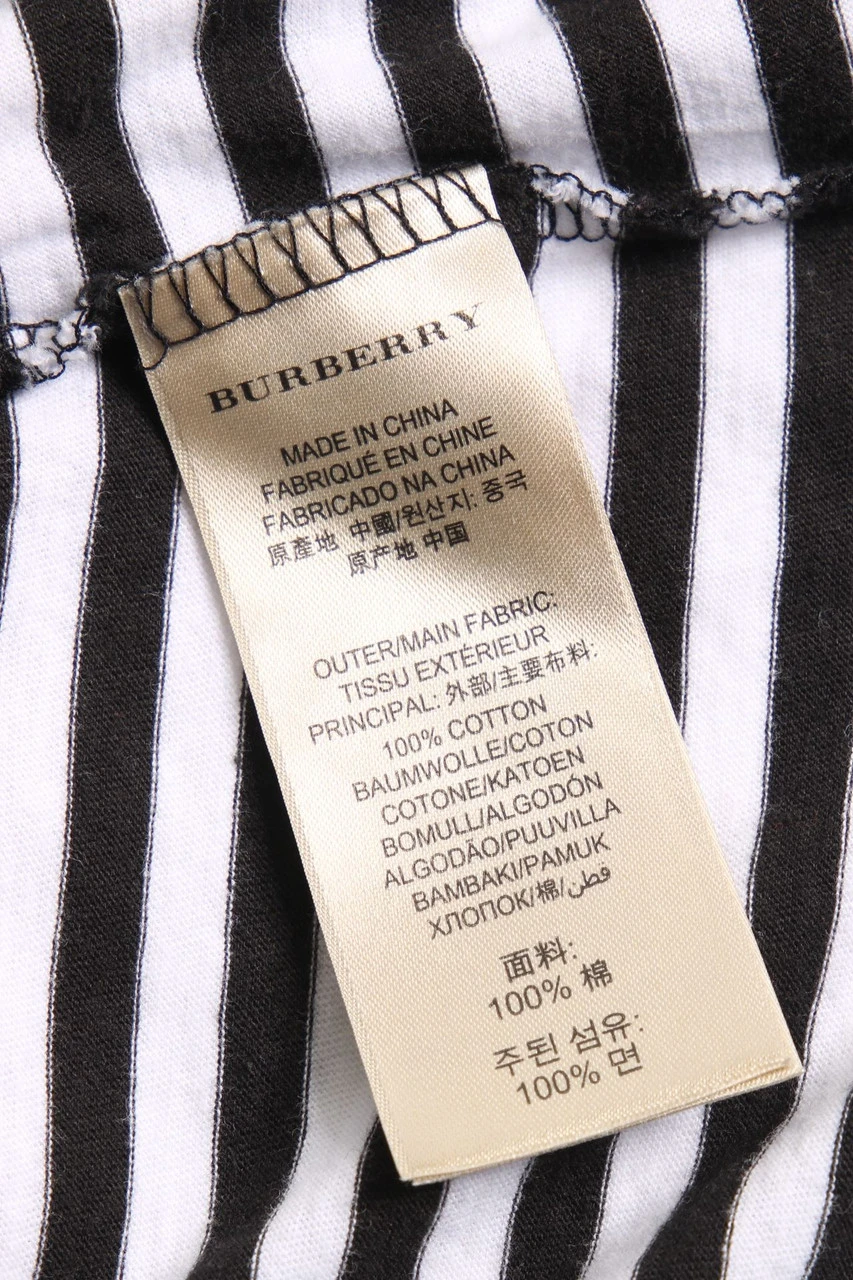 BURBERRY
MADE IN CHINA
FABRIQUÉ EN CHINE
FABRICADO NA CHINA
原産地 中國/원산지: 중국
原产地 中国
OUTER/MAIN FABRIC:
TISSU EXTÉRIEUR
PRINCIPAL: 外部/主要布料:
100% COTTON
BAUMWOLLE/COTON
COTONE/KATOEN
BOMULL/ALGODÓN
ALGODÃO/PUUVILLA
BAMBAKI/PAMUK
ХЛОПОК/棉/قطن
面料:
100% 棉
주된 섬유:
100% 면